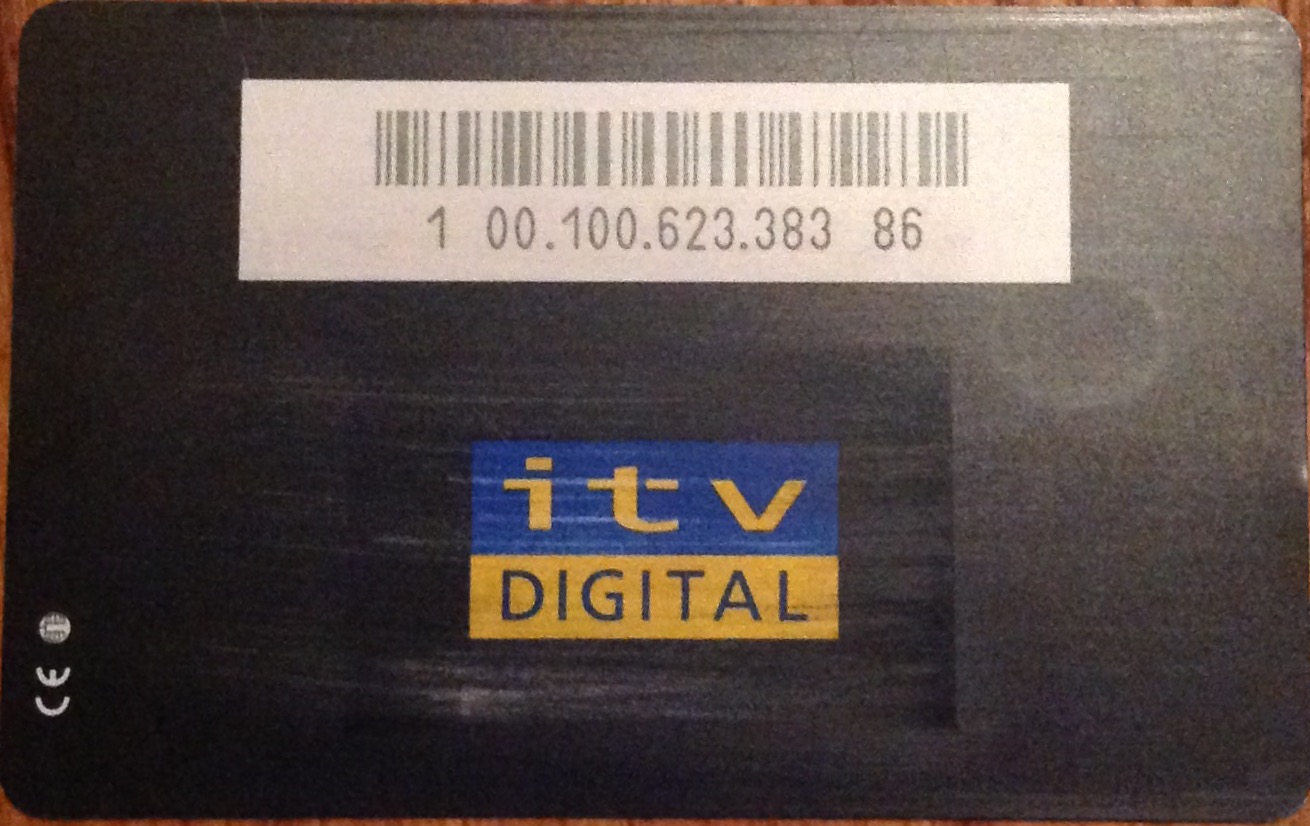 1 00.100.623.383 86
itv
DIGITAL
CE